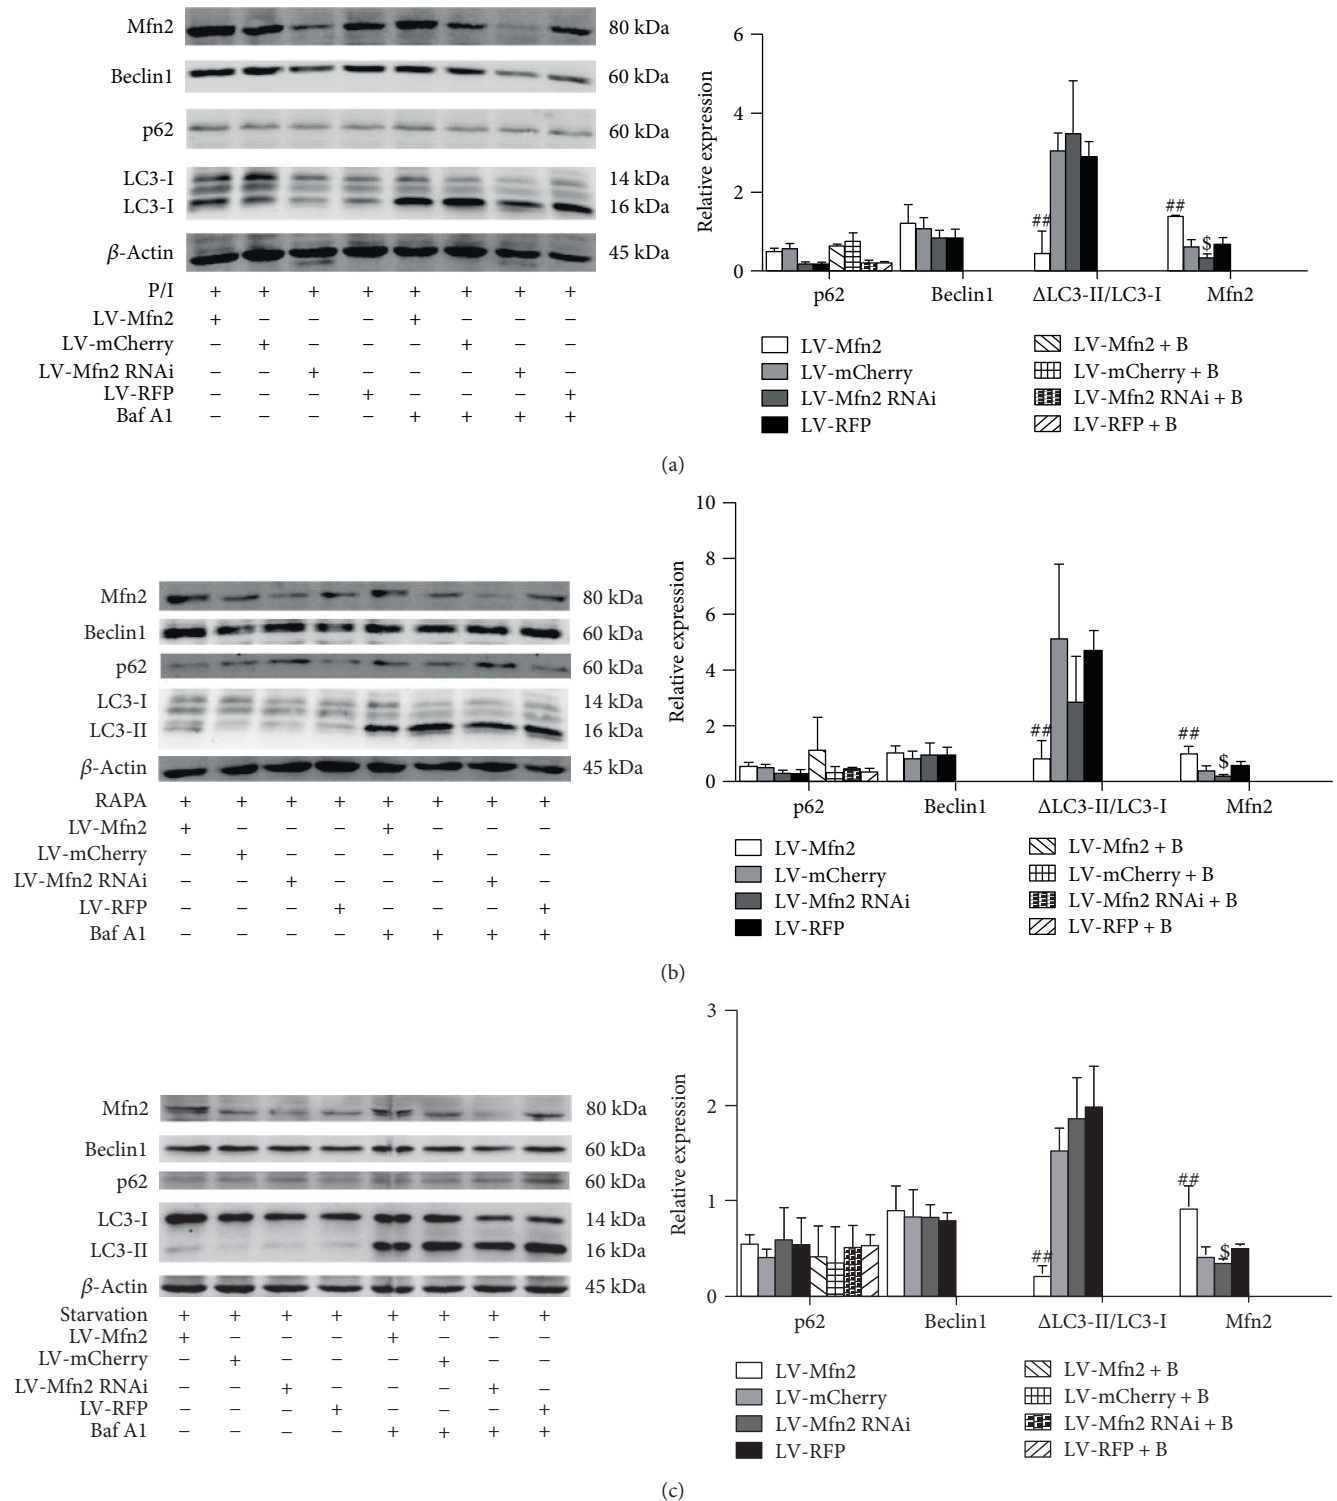 Mfn2 80 kDa
Beclin1 60 kDa
p62 60 kDa
LC3-I 14 kDa
LC3-I 16 kDa
β-Actin 45 kDa
P/I + + + + + + + +
LV-Mfn2 + − − − + − − −
LV-mCherry − + − − − + − −
LV-Mfn2 RNAi − − + − − − + −
LV-RFP − − − + − − − +
Baf A1 − − − − + + + +
Relative expression
6
4
2
0
##
##
$
p62 Beclin1 ΔLC3-II/LC3-I Mfn2
LV-Mfn2 LV-Mfn2 + B
LV-mCherry LV-mCherry + B
LV-Mfn2 RNAi LV-Mfn2 RNAi + B
LV-RFP LV-RFP + B
(a)
Mfn2 80 kDa
Beclin1 60 kDa
p62 60 kDa
LC3-I 14 kDa
LC3-II 16 kDa
β-Actin 45 kDa
RAPA + + + + + + + +
LV-Mfn2 + − − − + − − −
LV-mCherry − + − − − + − −
LV-Mfn2 RNAi − − + − − − + −
LV-RFP − − − + − − − +
Baf A1 − − − − + + + +
Relative expression
10
8
6
4
2
0
##
##
$
p62 Beclin1 ΔLC3-II/LC3-I Mfn2
LV-Mfn2 LV-Mfn2 + B
LV-mCherry LV-mCherry + B
LV-Mfn2 RNAi LV-Mfn2 RNAi + B
LV-RFP LV-RFP + B
(b)
Mfn2 80 kDa
Beclin1 60 kDa
p62 60 kDa
LC3-I 14 kDa
LC3-II 16 kDa
β-Actin 45 kDa
Starvation + + + + + + + +
LV-Mfn2 + − − − + − − −
LV-mCherry − + − − − + − −
LV-Mfn2 RNAi − − + − − − + −
LV-RFP − − − + − − − +
Baf A1 − − − − + + + +
Relative expression
3
2
1
0
##
##
$
p62 Beclin1 ΔLC3-II/LC3-I Mfn2
LV-Mfn2 LV-Mfn2 + B
LV-mCherry LV-mCherry + B
LV-Mfn2 RNAi LV-Mfn2 RNAi + B
LV-RFP LV-RFP + B
(c)